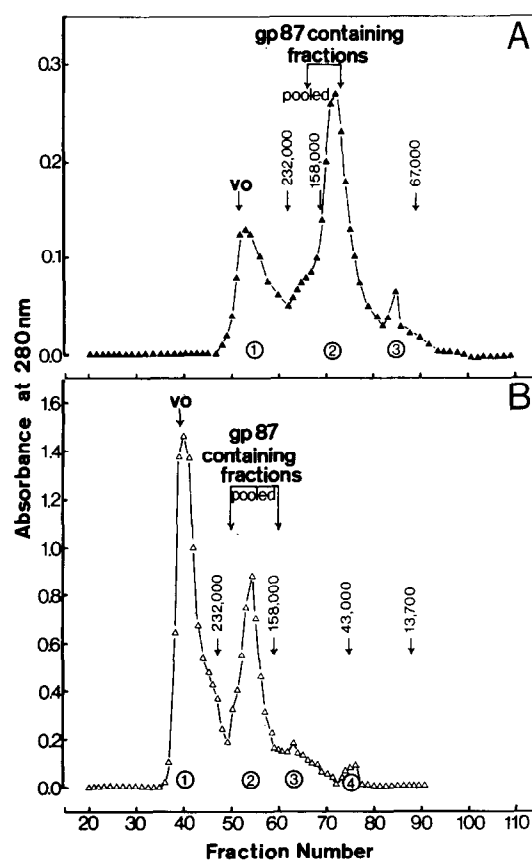 A
gp 87 containing
fractions
pooled
0.3
0.2
0.1
0.0
vo
232,000
158,000
67,000
①
②
③
Absorbance at 280nm
B
vo
gp 87
containing
fractions
pooled
1.6
1.4
1.2
1.0
0.8
0.6
0.4
0.2
0.0
232,000
158,000
43,000
13,700
①
②
③
④
20 30 40 50 60 70 80 90 100 110
Fraction Number